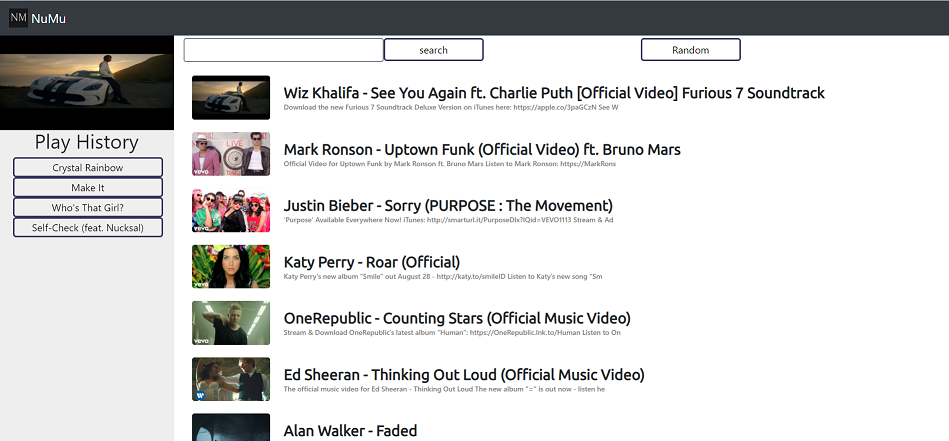 NM NuMu
search
Random
Play History
Crystal Rainbow
Make It
Who's That Girl?
Self-Check (feat. Nucksal)
Wiz Khalifa - See You Again ft. Charlie Puth [Official Video] Furious 7 Soundtrack
Download the new Furious 7 Soundtrack Deluxe Version on iTunes here: https://apple.co/3paGCzN See W
Mark Ronson - Uptown Funk (Official Video) ft. Bruno Mars
Official Video for Uptown Funk by Mark Ronson ft. Bruno Mars Listen to Mark Ronson: https://MarkRons
vevo
Justin Bieber - Sorry (PURPOSE : The Movement)
'Purpose' Available Everywhere Now! iTunes: http://smarturl.it/PurposeDlx?IQid=VEVO1113 Stream & Ad
vevo
Katy Perry - Roar (Official)
Katy Perry's new album "Smile" out August 28 - http://katy.to/smileID Listen to Katy's new song "Sm
vevo
OneRepublic - Counting Stars (Official Music Video)
Stream & Download OneRepublic's latest album "Human": https://OneRepublic.lnk.to/Human Listen to On
vevo
Ed Sheeran - Thinking Out Loud (Official Music Video)
The official music video for Ed Sheeran - Thinking Out Loud The new album "=" is out now - listen he
Alan Walker - Faded